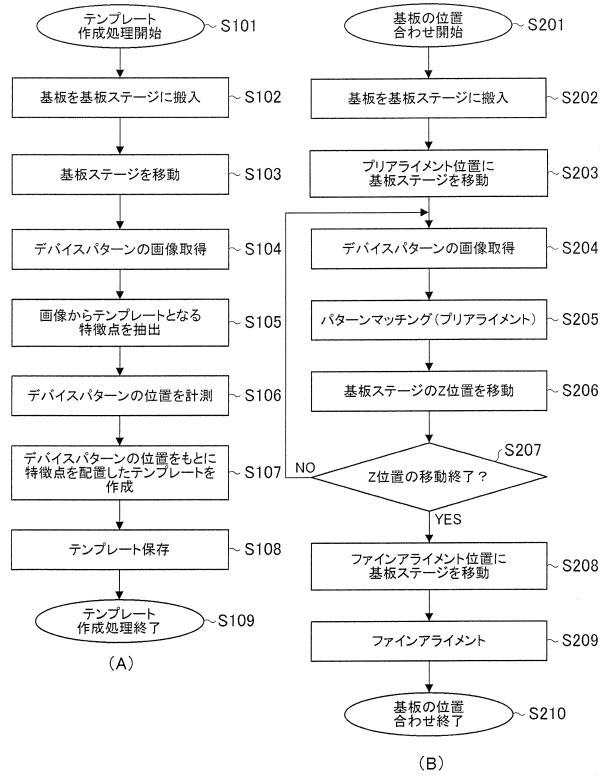 テンプレート
作成処理開始
S101
基板を基板ステージに搬入
S102
基板ステージを移動
S103
デバイスパターンの画像取得
S104
画像からテンプレートとなる
特徴点を抽出
S105
デバイスパターンの位置を計測
S106
デバイスパターンの位置をもとに
特徴点を配置したテンプレートを
作成
S107
テンプレート保存
S108
テンプレート
作成処理終了
S109
(A)
基板の位置
合わせ開始
S201
基板を基板ステージに搬入
S202
プリアライメント位置に
基板ステージを移動
S203
デバイスパターンの画像取得
S204
パターンマッチング(プリアライメント)
S205
基板ステージのZ位置を移動
S206
Z位置の移動終了?
S207
NO
YES
ファインアライメント位置に
基板ステージを移動
S208
ファインアライメント
S209
基板の位置
合わせ終了
S210
(B)